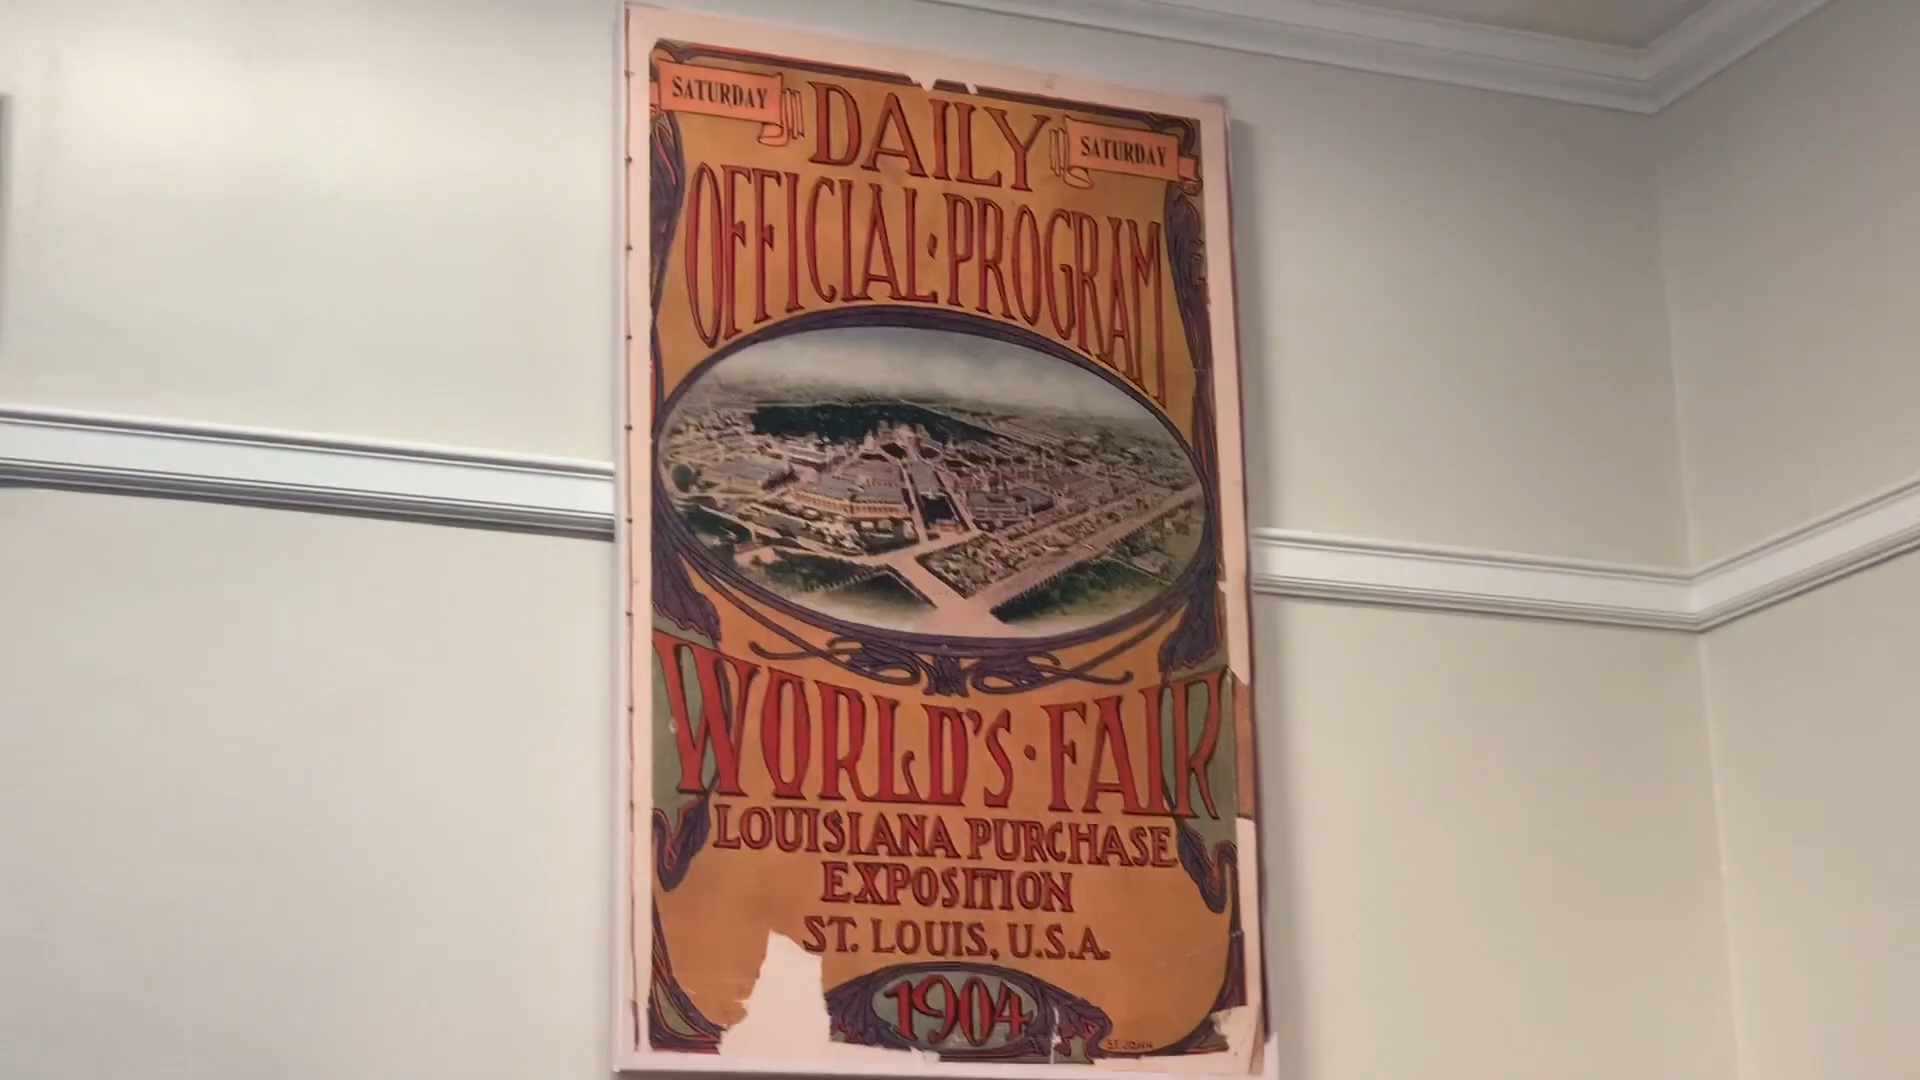 SATURDAY
DAILY
SATURDAY
OFFICIAL·PROGRAM
WORLD'S·FAIR
LOUISIANA PURCHASE
EXPOSITION
ST. LOUIS, U.S.A.
1904
ST. JOHN